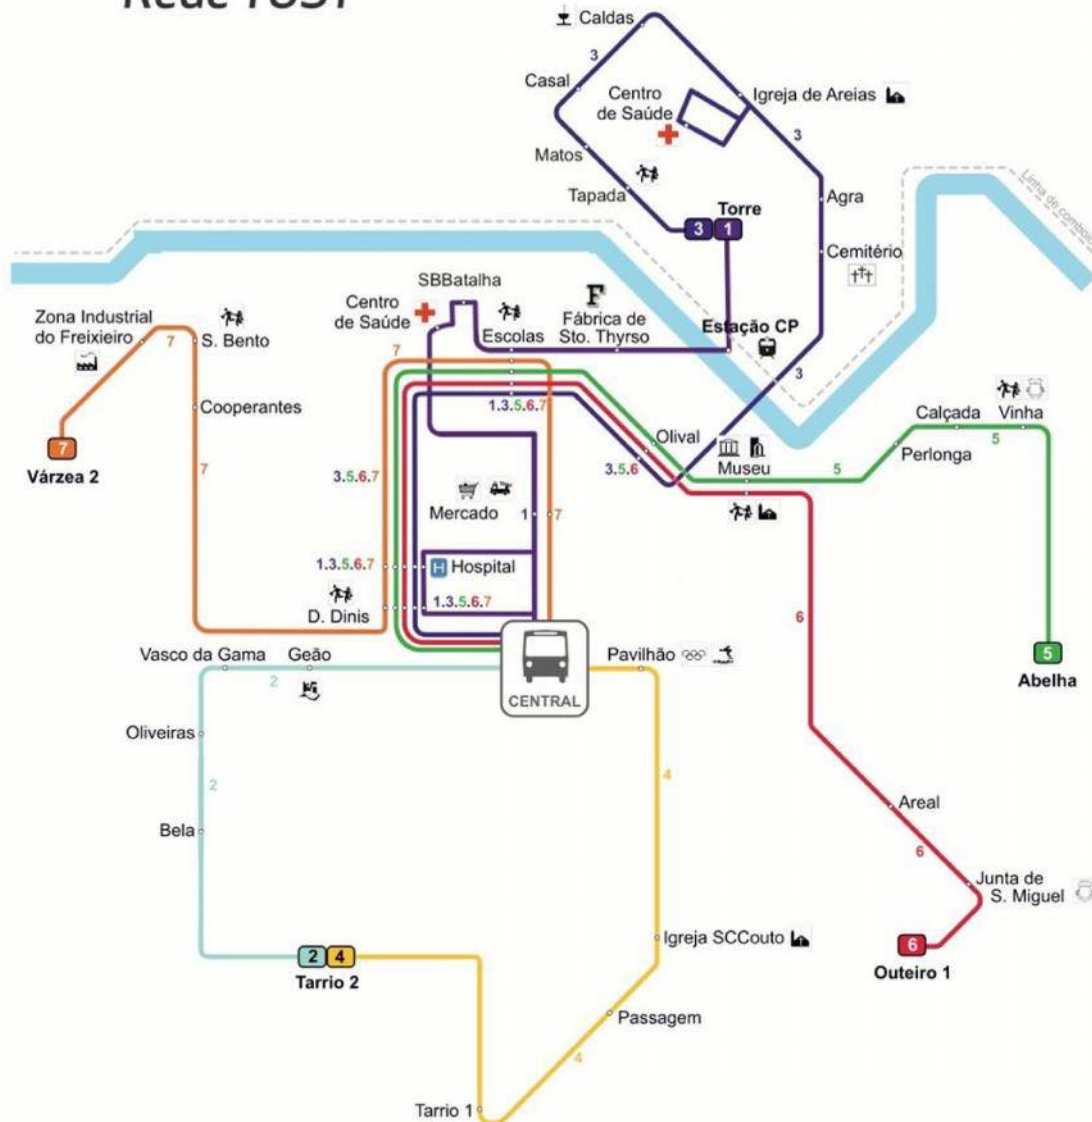 Rede TUST
Caldas
3
Casal
Centro
de Saúde
Igreja de Areias
3
Matos
Tapada
Agra
Torre
3 1
Cemitério
Linha de comboio
SBBatalha
Centro
de Saúde
Escolas
F
Fábrica de
Sto. Thyrso
Estação CP
3
Zona Industrial
do Freixieiro
7
S. Bento
7
Cooperantes
1.3.5.6.7
7
Várzea 2
7
3.5.6.7
Olival
3.5.6
Museu
5
Calçada
Vinha
5
Perlonga
Mercado
1
7
1.3.5.6.7
H Hospital
1.3.5.6.7
D. Dinis
6
5
Abelha
Vasco da Gama
Geão
2
CENTRAL
Pavilhão
Oliveiras
2
4
Bela
Areal
6
Junta de
S. Miguel
6
Outeiro 1
Igreja SCCouto
2 4
Tarrio 2
Passagem
4
Tarrio 1